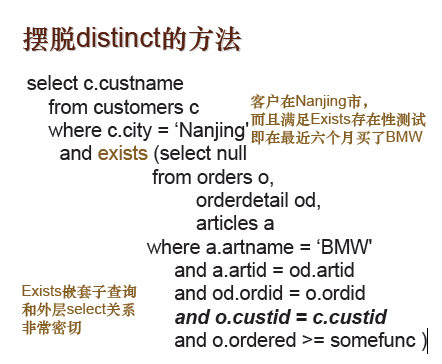 摆脱distinct的方法
select c.custname
from customers c
where c.city = ‘Nanjing'
and exists (select null
from orders o,
orderdetail od,
articles a
where a.artname = ‘BMW'
and a.artid = od.artid
and od.ordid = o.ordid
and o.custid = c.custid
and o.ordered >= somefunc )
客户在Nanjing市，
而且满足Exists存在性测试
即在最近六个月买了BMW
Exists嵌套子查询
和外层select关系
非常密切